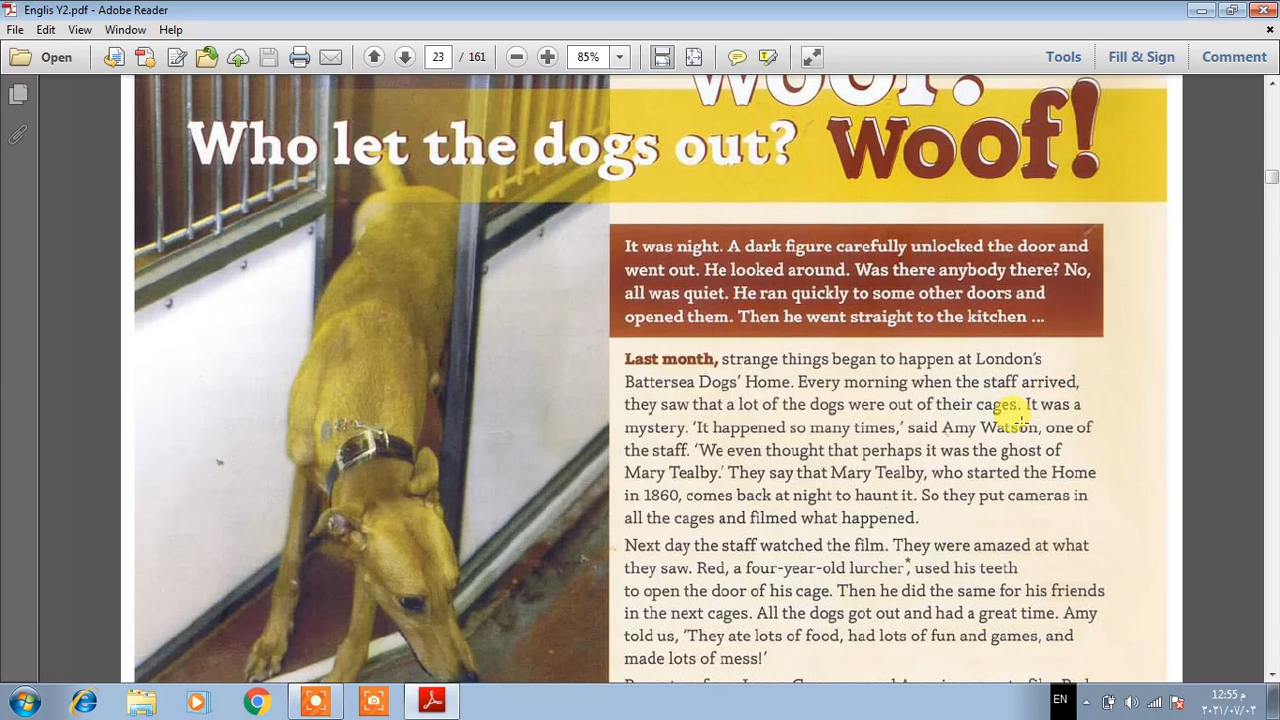 Englis Y2.pdf - Adobe Reader
File Edit View Window Help
Open 23 / 161 85% Tools Fill & Sign Comment
Woof!
Who let the dogs out? Woof!
It was night. A dark figure carefully unlocked the door and
went out. He looked around. Was there anybody there? No,
all was quiet. He ran quickly to some other doors and
opened them. Then he went straight to the kitchen ...
Last month, strange things began to happen at London's
Battersea Dogs' Home. Every morning when the staff arrived,
they saw that a lot of the dogs were out of their cages. It was a
mystery. 'It happened so many times,' said Amy Watson, one of
the staff. 'We even thought that perhaps it was the ghost of
Mary Tealby.' They say that Mary Tealby, who started the Home
in 1860, comes back at night to haunt it. So they put cameras in
all the cages and filmed what happened.
Next day the staff watched the film. They were amazed at what
they saw. Red, a four-year-old lurcher*, used his teeth
to open the door of his cage. Then he did the same for his friends
in the next cages. All the dogs got out and had a great time. Amy
told us, 'They ate lots of food, had lots of fun and games, and
made lots of mess!'
EN
12:55 م
٢٠٢١/٠٧/٠٣